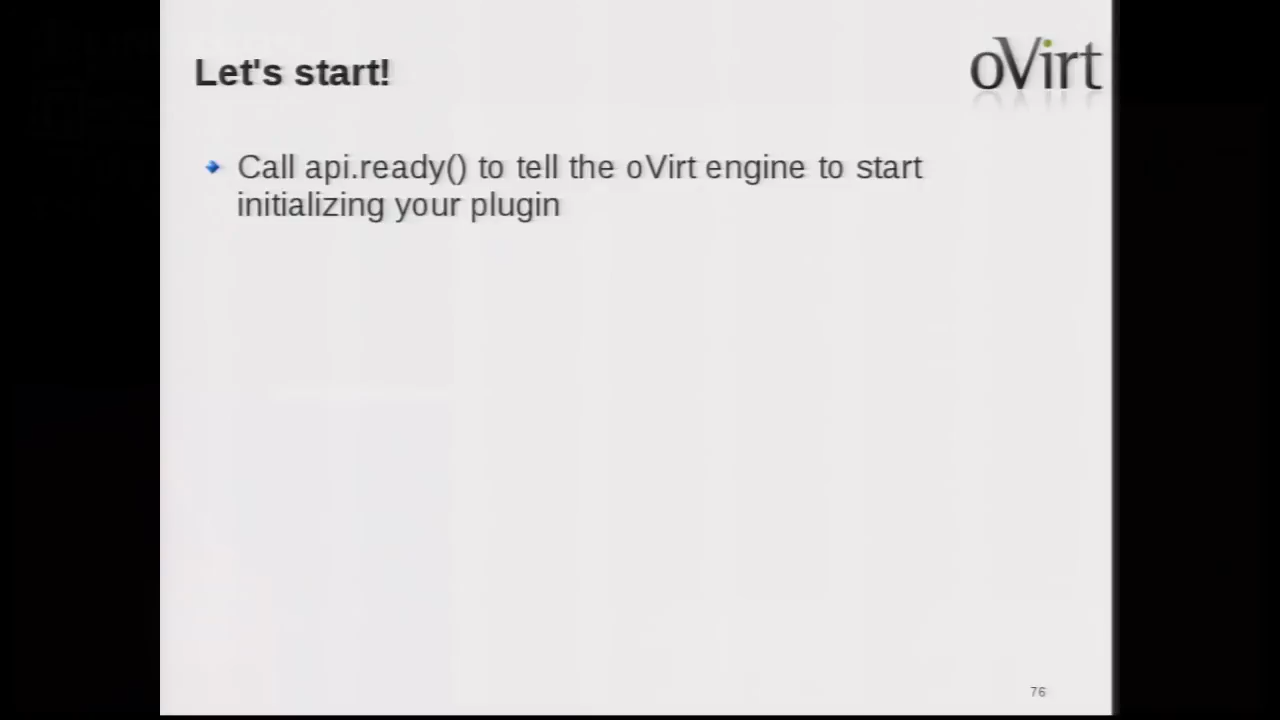 Let's start!
oVirt
Call api.ready() to tell the oVirt engine to start
initializing your plugin
76